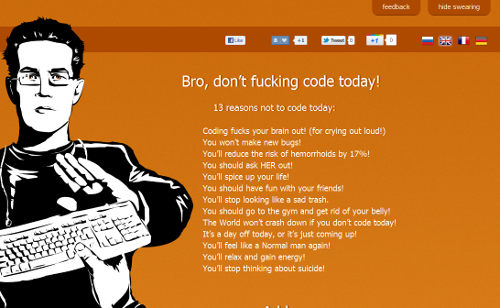 feedback hide swearing
Like +1 Tweet 0 +1 0
Bro, don't fucking code today!
13 reasons not to code today:
Coding fucks your brain out! (for crying out loud!)
You won't make new bugs!
You'll reduce the risk of hemorrhoids by 17%!
You should ask HER out!
You'll spice up your life!
You should have fun with your friends!
You'll stop looking like a sad trash.
You should go to the gym and get rid of your belly!
The World won't crash down if you don't code today!
It's a day off today, or it's just coming up!
You'll feel like a Normal man again!
You'll relax and gain energy!
You'll stop thinking about suicide!